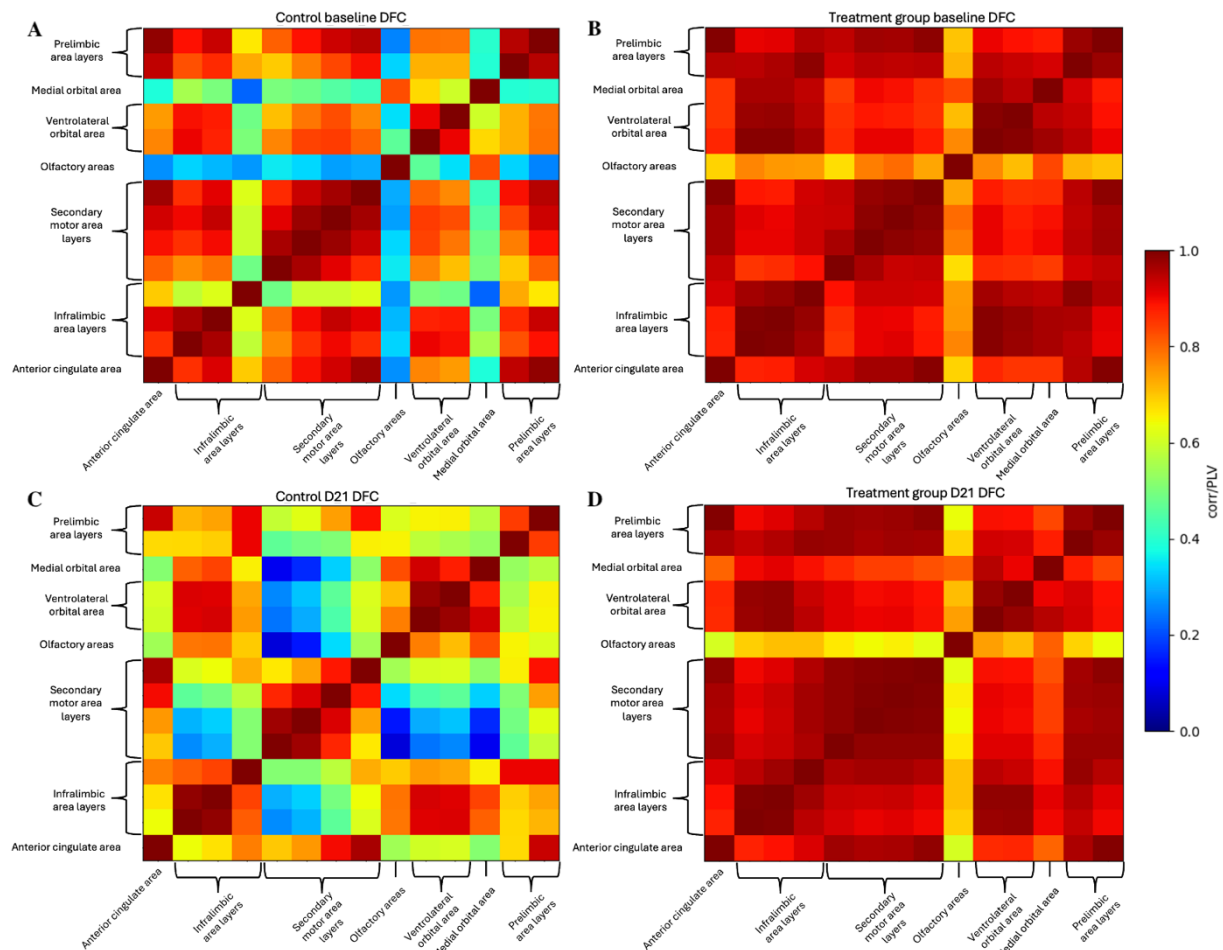 A
Control baseline DFC
Prelimbic
area layers
Medial orbital area
Ventrolateral
orbital area
Olfactory areas
Secondary
motor area
layers
Infralimbic
area layers
Anterior cingulate area
Anterior cingulate area
Infralimbic
area layers
Secondary
motor area
layers
Olfactory areas
Ventrolateral
orbital area
Medial orbital area
Prelimbic
area layers
B
Treatment group baseline DFC
Prelimbic
area layers
Medial orbital area
Ventrolateral
orbital area
Olfactory areas
Secondary
motor area
layers
Infralimbic
area layers
Anterior cingulate area
Anterior cingulate area
Infralimbic
area layers
Secondary
motor area
layers
Olfactory areas
Ventrolateral
orbital area
Medial orbital area
Prelimbic
area layers
1.0
0.8
0.6
0.4
0.2
0.0
corr/PLV
C
Control D21 DFC
Prelimbic
area layers
Medial orbital area
Ventrolateral
orbital area
Olfactory areas
Secondary
motor area
layers
Infralimbic
area layers
Anterior cingulate area
Anterior cingulate area
Infralimbic
area layers
Secondary
motor area
layers
Olfactory areas
Ventrolateral
orbital area
Medial orbital area
Prelimbic
area layers
D
Treatment group D21 DFC
Prelimbic
area layers
Medial orbital area
Ventrolateral
orbital area
Olfactory areas
Secondary
motor area
layers
Infralimbic
area layers
Anterior cingulate area
Anterior cingulate area
Infralimbic
area layers
Secondary
motor area
layers
Olfactory areas
Ventrolateral
orbital area
Medial orbital area
Prelimbic
area layers